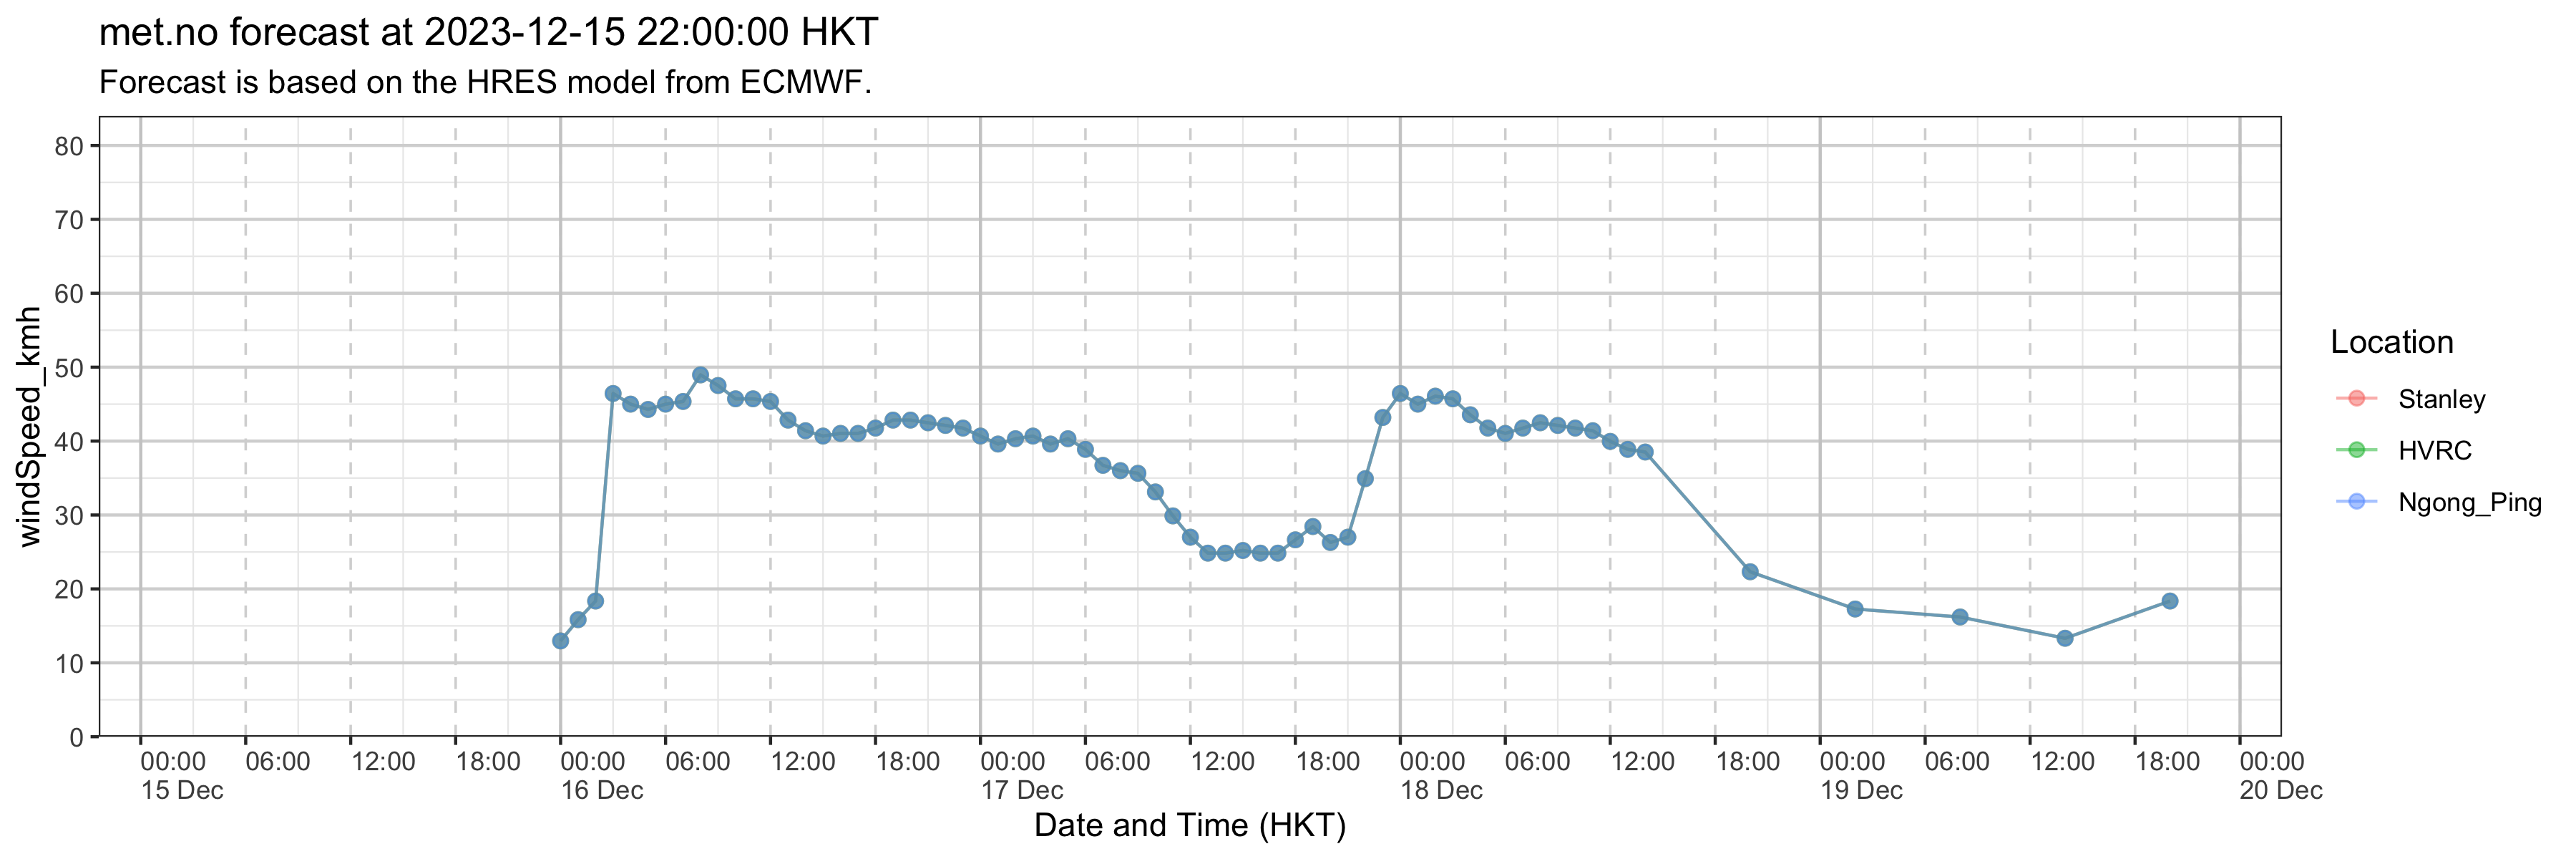 met.no forecast at 2023-12-15 22:00:00 HKT
Forecast is based on the HRES model from ECMWF.
windSpeed_kmh
80
70
60
50
40
30
20
10
0
00:00 06:00 12:00 18:00 00:00 06:00 12:00 18:00 00:00 06:00 12:00 18:00 00:00 06:00 12:00 18:00 00:00 06:00 12:00 18:00 00:00
15 Dec 16 Dec 17 Dec 18 Dec 19 Dec 20 Dec
Date and Time (HKT)
Location
Stanley
HVRC
Ngong_Ping